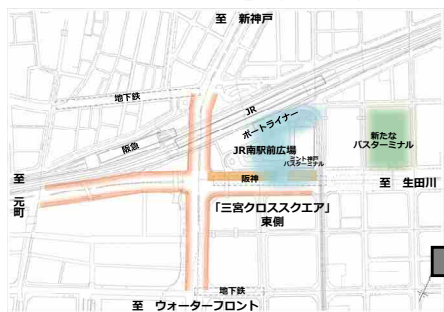 至 新神戸
地下鉄
JR
ポートライナー
阪急
JR南駅前広場
ミント神戸
バスターミナル
新たな
バスターミナル
至
元
町
阪神
至 生田川
「三宮クロススクエア」
東側
地下鉄
至 ウォーターフロント